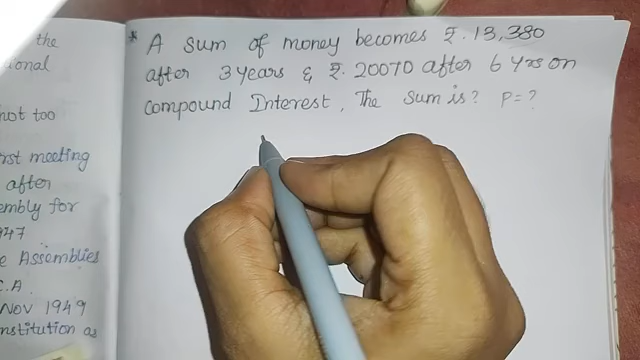 the
ional
not too
rst meeting
after
embly for
947
e Assemblies
C.A.
Nov 1949
nstitution as
* A sum of money becomes ₹. 13,380
after 3 years & ₹. 20070 after 6 yrs on
Compound Interest, The sum is? P=?